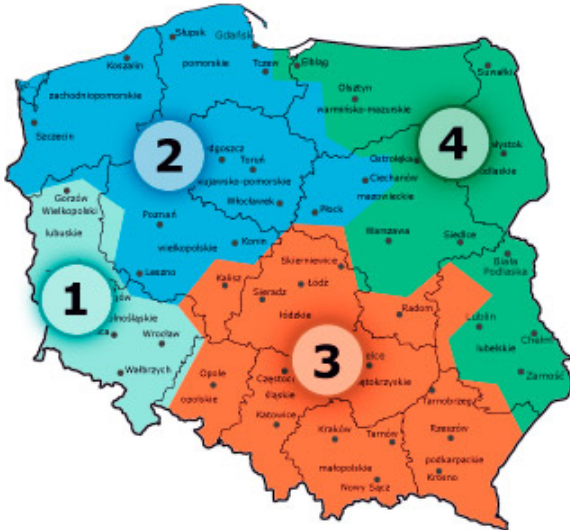 Słupsk
Gdańsk
Koszalin
pomorskie
Tczew
Elbląg
Suwałki
zachodniopomorskie
Olsztyn
warmińsko-mazurskie
Szczecin
2
4
Toruń
Ostrołęka
Ciechanów
mazowieckie
Włocławek
Gorzów
Wielkopolski
Płock
lubuskie
Poznań
wielkopolskie
Konin
Warszawa
Siedlce
Biała
Podlaska
Leszno
Skierniewice
Kalisz
Sieradz
Łódź
łódzkie
1
Radom
Lublin
Chełm
lubelskie
Wrocław
Wałbrzych
3
Zamość
Opole
opolskie
śląskie
Katowice
Tarnobrzeg
Kraków
Tarnów
Rzeszów
małopolskie
podkarpackie
Nowy Sącz
Krosno